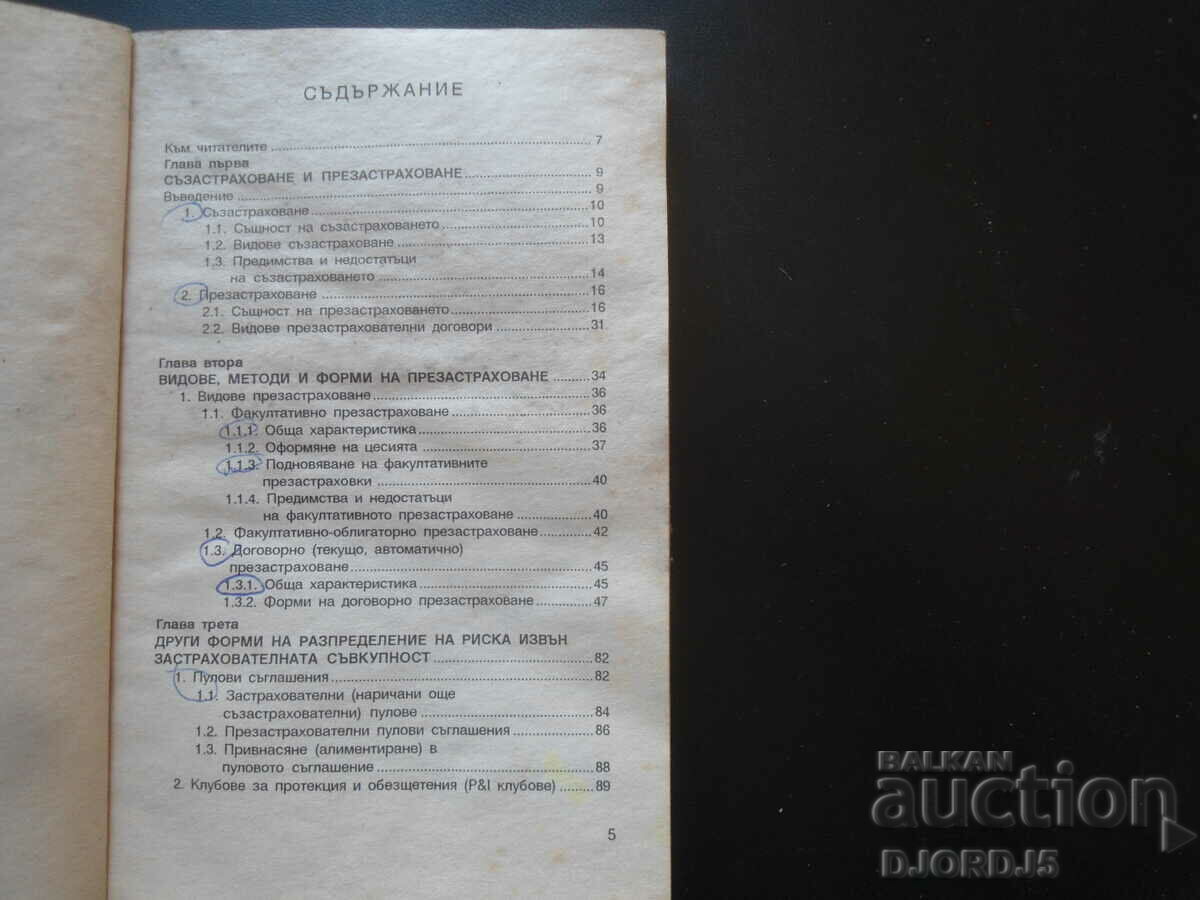 СЪДЪРЖАНИЕ
Към читателите ........ 7
Глава първа
СЪЗАСТРАХОВАНЕ И ПРЕЗАСТРАХОВАНЕ ........ 9
Въведение ........ 9
1. Съзастраховане ........ 10
1.1. Същност на съзастраховането ........ 10
1.2. Видове съзастраховане ........ 13
1.3. Предимства и недостатъци
на съзастраховането ........ 14
2. Презастраховане ........ 16
2.1. Същност на презастраховането ........ 16
2.2. Видове презастрахователни договори ........ 31
Глава втора
ВИДОВЕ, МЕТОДИ И ФОРМИ НА ПРЕЗАСТРАХОВАНЕ ........ 34
1. Видове презастраховане ........ 36
1.1. Факултативно презастраховане ........ 36
1.1.1. Обща характеристика ........ 36
1.1.2. Оформяне на цесията ........ 37
1.1.3. Подновяване на факултативните
презастраховки ........ 40
1.1.4. Предимства и недостатъци
на факултативното презастраховане ........ 40
1.2. Факултативно-облигаторно презастраховане ........ 42
1.3. Договорно (текущо, автоматично)
презастраховане ........ 45
1.3.1. Обща характеристика ........ 45
1.3.2. Форми на договорно презастраховане ........ 47
Глава трета
ДРУГИ ФОРМИ НА РАЗПРЕДЕЛЕНИЕ НА РИСКА ИЗВЪН
ЗАСТРАХОВАТЕЛНАТА СЪВКУПНОСТ ........ 82
1. Пулови съглашения ........ 82
1.1. Застрахователни (наричани още
съзастрахователни) пулове ........ 84
1.2. Презастрахователни пулови съглашения ........ 86
1.3. Привнасяне (алиментиране) в
пуловото съглашение ........ 88
2. Клубове за протекция и обезщетения (P&I клубове) ........ 89
5
BALKAN
auction
DJORDJ5